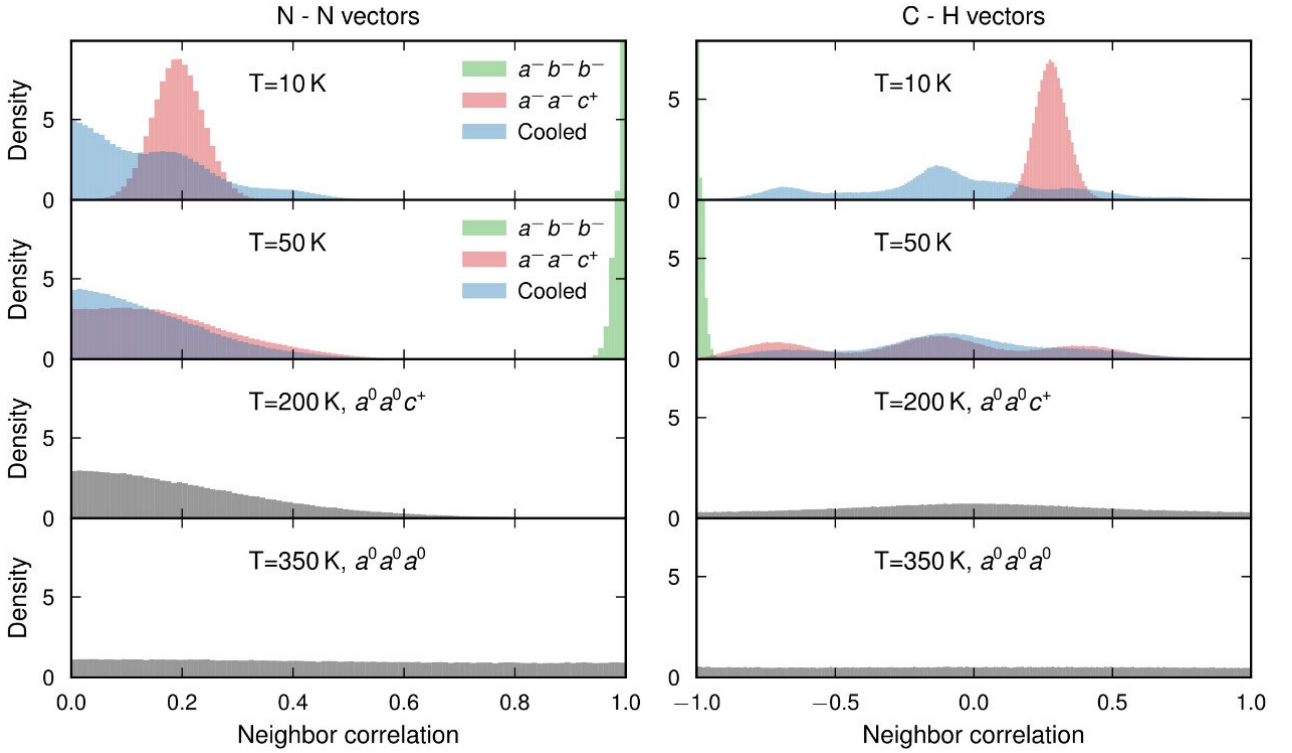 N - N vectors
C - H vectors
Density
5
0
T=10 K
a⁻b⁻b⁻
a⁻a⁻c⁺
Cooled
5
0
T=10 K
Density
5
0
T=50 K
a⁻b⁻b⁻
a⁻a⁻c⁺
Cooled
5
0
T=50 K
Density
5
0
T=200 K, a⁰a⁰c⁺
5
0
T=200 K, a⁰a⁰c⁺
Density
5
0
T=350 K, a⁰a⁰a⁰
5
0
T=350 K, a⁰a⁰a⁰
0.0 0.2 0.4 0.6 0.8 1.0
−1.0 −0.5 0.0 0.5 1.0
Neighbor correlation
Neighbor correlation